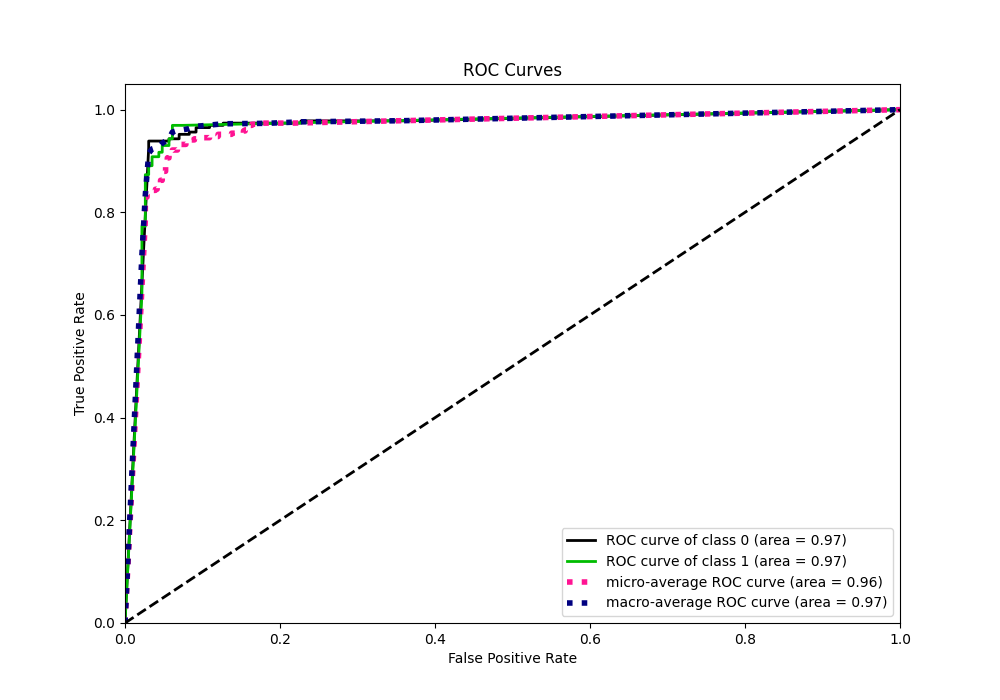 ROC Curves
1.0
0.8
0.6
0.4
0.2
0.0
True Positive Rate
0.0 0.2 0.4 0.6 0.8 1.0
False Positive Rate
ROC curve of class 0 (area = 0.97)
ROC curve of class 1 (area = 0.97)
micro-average ROC curve (area = 0.96)
macro-average ROC curve (area = 0.97)